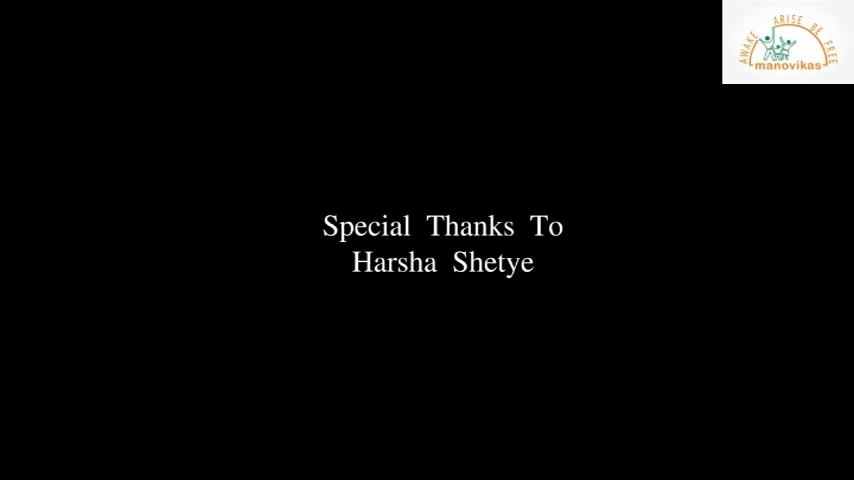 AWAKE ARISE BE FREE
manovikas
Special Thanks To
Harsha Shetye